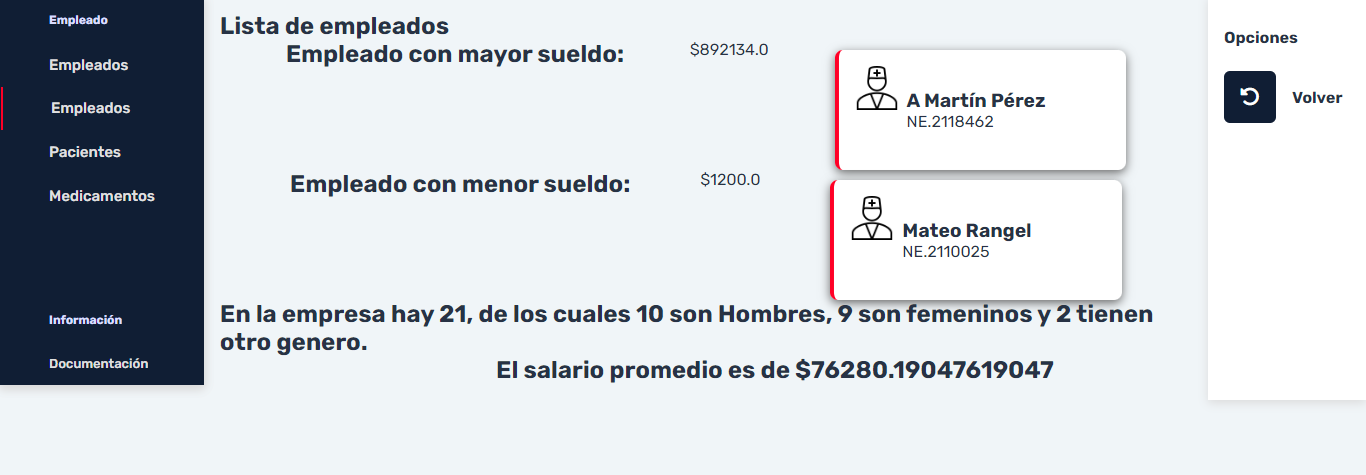 Empleado
Empleados
Empleados
Pacientes
Medicamentos
Información
Documentación
Lista de empleados
Empleado con mayor sueldo:
$892134.0
A Martín Pérez
NE.2118462
Empleado con menor sueldo:
$1200.0
Mateo Rangel
NE.2110025
En la empresa hay 21, de los cuales 10 son Hombres, 9 son femeninos y 2 tienen
otro genero.
El salario promedio es de $76280.19047619047
Opciones
Volver